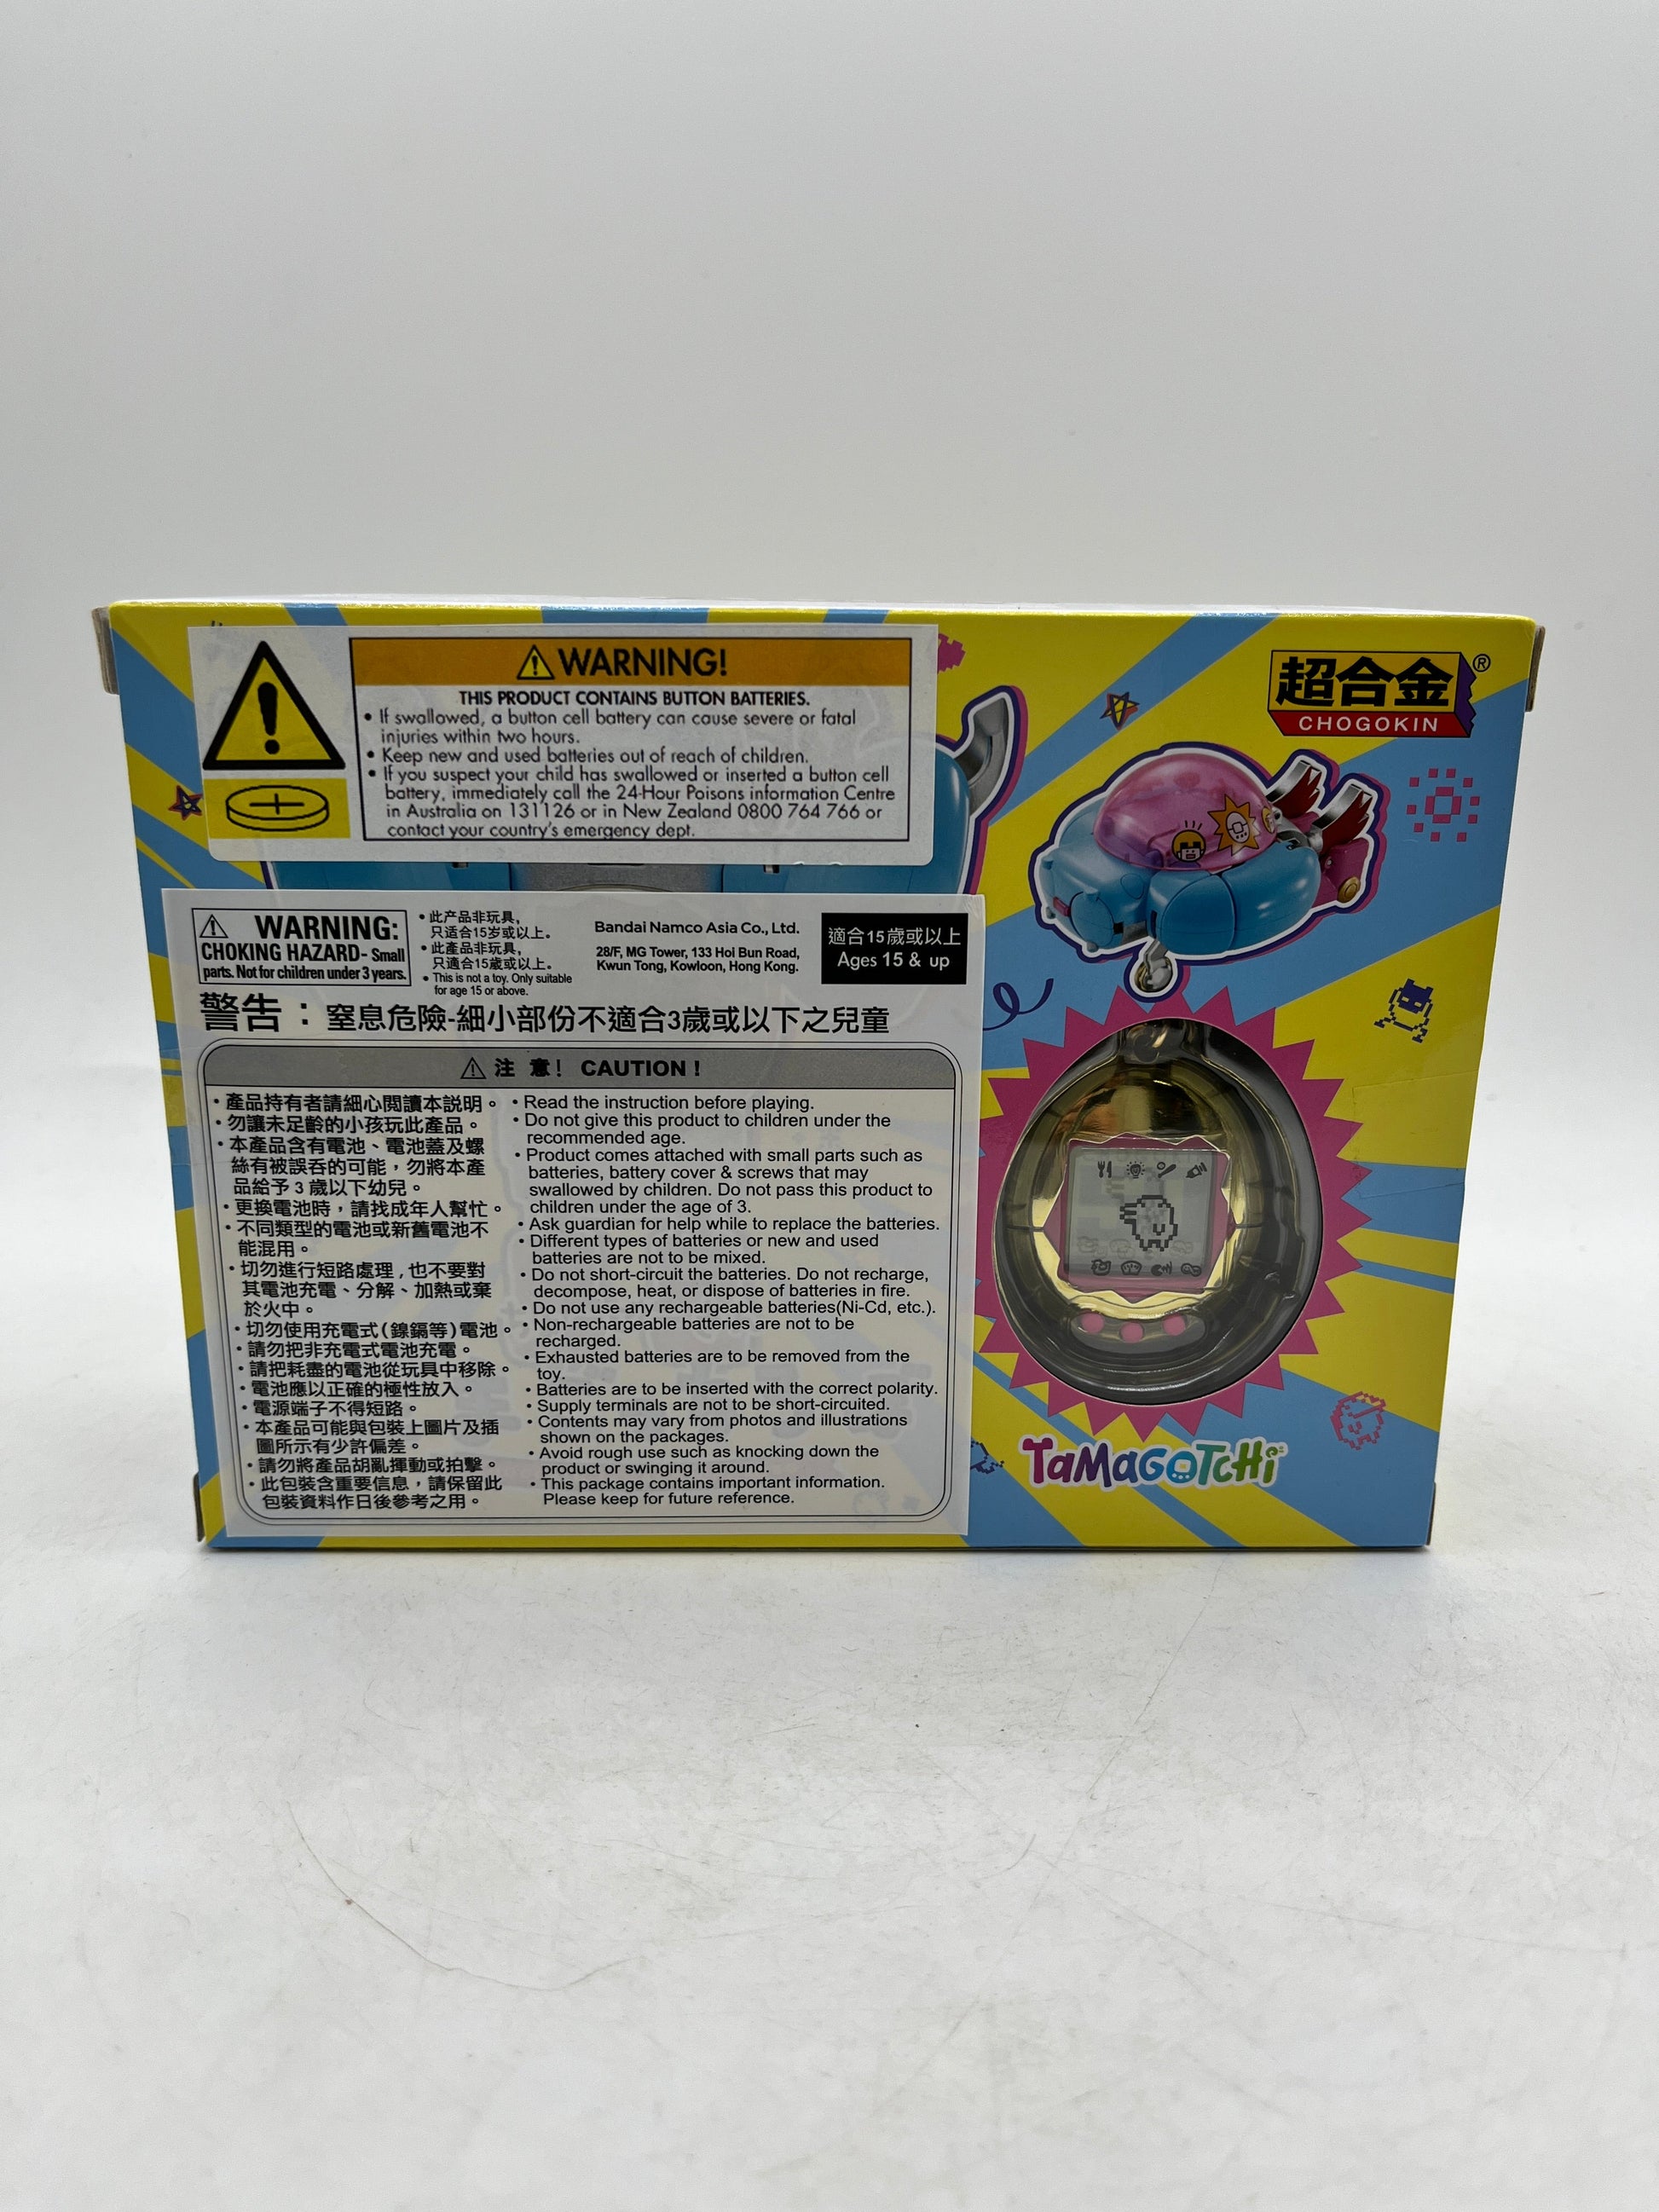 WARNING!
THIS PRODUCT CONTAINS BUTTON BATTERIES.
• If swallowed, a button cell battery can cause severe or fatal
injuries within two hours.
• Keep new and used batteries out of reach of children.
• If you suspect your child has swallowed or inserted a button cell
battery, immediately call the 24-Hour Poisons information Centre
in Australia on 131126 or in New Zealand 0800 764 766 or
contact your country's emergency dept.
超合金®
CHOGOKIN
WARNING:
CHOKING HAZARD- Small
parts. Not for children under 3 years.
• 此产品非玩具，
只适合15岁或以上。
• 此產品非玩具，
只適合15歲或以上。
• This is not a toy. Only suitable
for age 15 or above.
Bandai Namco Asia Co., Ltd.
28/F, MG Tower, 133 Hoi Bun Road,
Kwun Tong, Kowloon, Hong Kong.
適合15歲或以上
Ages 15 & up
警告：窒息危險-細小部份不適合3歲或以下之兒童
注 意! CAUTION!
• 產品持有者請細心閱讀本説明。
• 勿讓未足齡的小孩玩此產品。
• 本產品含有電池、電池蓋及螺
絲有被誤吞的可能，勿將本產
品給予 3 歲以下幼兒。
• 更換電池時，請找成年人幫忙。
• 不同類型的電池或新舊電池不
能混用。
• 切勿進行短路處理，也不要對
其電池充電、分解、加熱或棄
於火中。
• 切勿使用充電式(鎳鎘等)電池。
• 請勿把非充電式電池充電。
• 請把耗盡的電池從玩具中移除。
• 電池應以正確的極性放入。
• 電源端子不得短路。
• 本產品可能與包裝上圖片及插
圖所示有少許偏差。
• 請勿將產品胡亂揮動或拍擊。
• 此包裝含重要信息，請保留此
包裝資料作日後參考之用。
• Read the instruction before playing.
• Do not give this product to children under the
recommended age.
• Product comes attached with small parts such as
batteries, battery cover & screws that may
swallowed by children. Do not pass this product to
children under the age of 3.
• Ask guardian for help while to replace the batteries.
• Different types of batteries or new and used
batteries are not to be mixed.
• Do not short-circuit the batteries. Do not recharge,
decompose, heat, or dispose of batteries in fire.
• Do not use any rechargeable batteries(Ni-Cd, etc.).
• Non-rechargeable batteries are not to be
recharged.
• Exhausted batteries are to be removed from the
toy.
• Batteries are to be inserted with the correct polarity.
• Supply terminals are not to be short-circuited.
• Contents may vary from photos and illustrations
shown on the packages.
• Avoid rough use such as knocking down the
product or swinging it around.
• This package contains important information.
Please keep for future reference.
TaMaGoTCHi